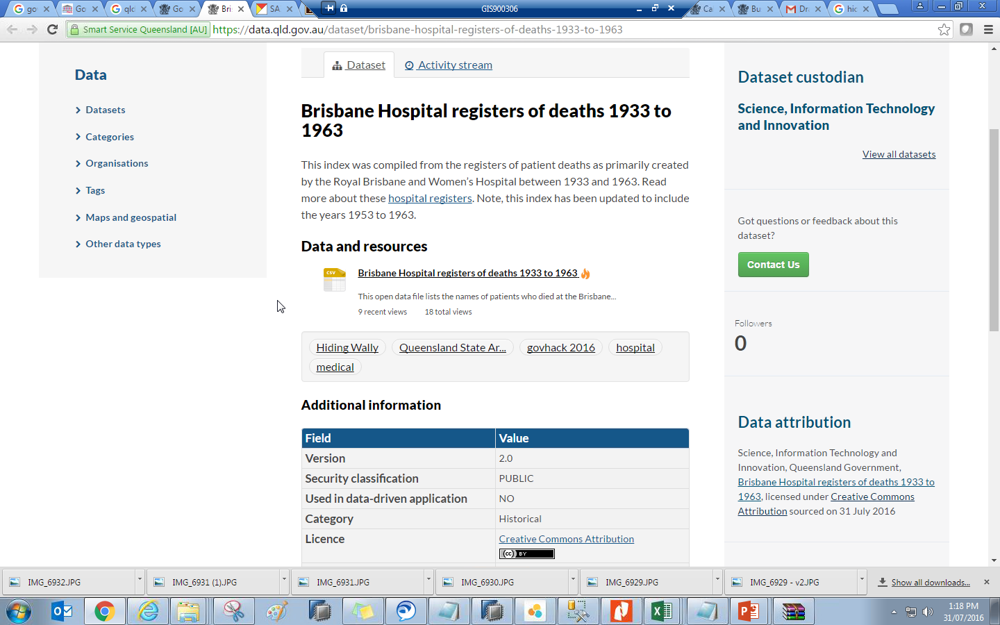 go
Go
qld
Go
Bri
SA
GIS900306
Ca
Bu
Dra
hic
Smart Service Queensland [AU]
https://data.qld.gov.au/dataset/brisbane-hospital-registers-of-deaths-1933-to-1963
Data
Datasets
Categories
Organisations
Tags
Maps and geospatial
Other data types
Dataset
Activity stream
Brisbane Hospital registers of deaths 1933 to
1963
This index was compiled from the registers of patient deaths as primarily created
by the Royal Brisbane and Women's Hospital between 1933 and 1963. Read
more about these hospital registers. Note, this index has been updated to include
the years 1953 to 1963.
Data and resources
CSV
Brisbane Hospital registers of deaths 1933 to 1963
This open data file lists the names of patients who died at the Brisbane...
9 recent views 18 total views
Hiding Wally Queensland State Ar... govhack 2016 hospital
medical
Additional information
Field Value
Version 2.0
Security classification PUBLIC
Used in data-driven application NO
Category Historical
Licence Creative Commons Attribution
(cc) BY
Dataset custodian
Science, Information Technology
and Innovation
View all datasets
Got questions or feedback about this
dataset?
Contact Us
Followers
0
Data attribution
Science, Information Technology and
Innovation, Queensland Government,
Brisbane Hospital registers of deaths 1933 to
1963, licensed under Creative Commons
Attribution sourced on 31 July 2016
IMG_6932.JPG
IMG_6931 (1).JPG
IMG_6931.JPG
IMG_6930.JPG
IMG_6929.JPG
IMG_6929 - v2.JPG
Show all downloads...
1:18 PM
31/07/2016